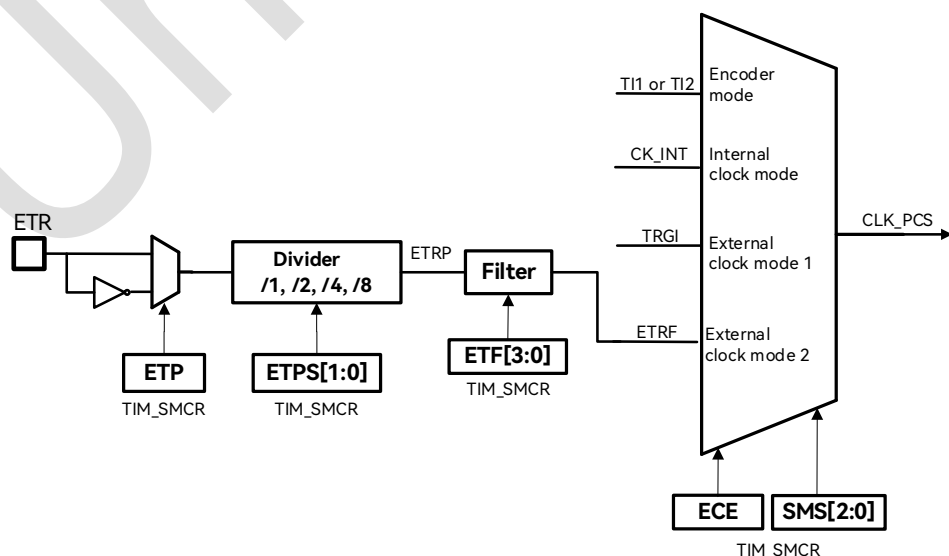 TI1 or TI2
Encoder
mode
CK_INT
Internal
clock mode
TRGI
External
clock mode 1
ETRF
External
clock mode 2
CLK_PCS
ETR
Divider
/1, /2, /4, /8
ETRP
Filter
ETP
TIM_SMCR
ETPS[1:0]
TIM_SMCR
ETF[3:0]
TIM_SMCR
ECE
SMS[2:0]
TIM_SMCR